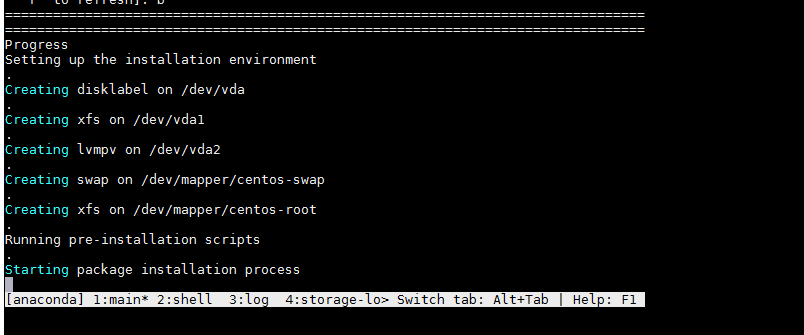 to refresh]: b
================================================================================
================================================================================
Progress
Setting up the installation environment
.
Creating disklabel on /dev/vda
.
Creating xfs on /dev/vda1
.
Creating lvmpv on /dev/vda2
.
Creating swap on /dev/mapper/centos-swap
.
Creating xfs on /dev/mapper/centos-root
.
Running pre-installation scripts
.
Starting package installation process
[anaconda] 1:main* 2:shell  3:log  4:storage-lo> Switch tab: Alt+Tab | Help: F1